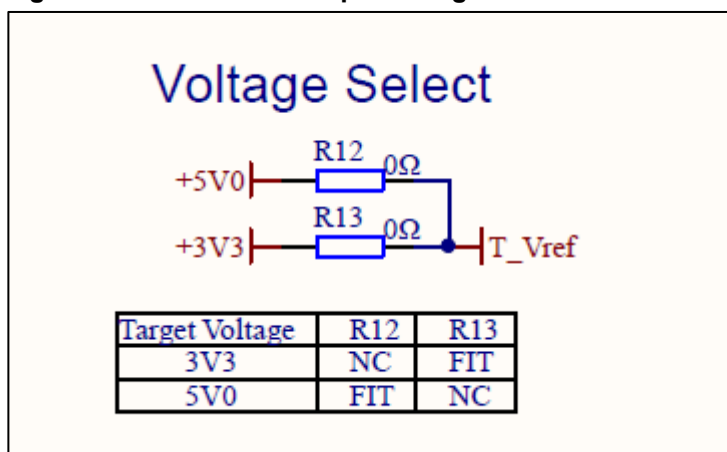 Voltage Select
R12 0Ω
+5V0
R13 0Ω
+3V3 T_Vref
Target Voltage R12 R13
3V3 NC FIT
5V0 FIT NC